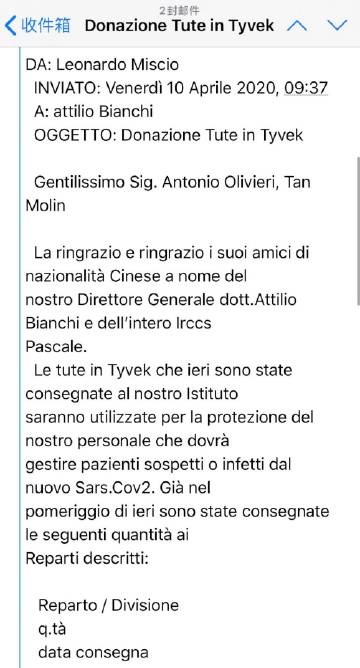 2封邮件
收件箱 Donazione Tute in Tyvek
DA: Leonardo Miscio
INVIATO: Venerdì 10 Aprile 2020, 09:37
A: attilio Bianchi
OGGETTO: Donazione Tute in Tyvek
Gentilissimo Sig. Antonio Olivieri, Tan
Molin
La ringrazio e ringrazio i suoi amici di
nazionalità Cinese a nome del
nostro Direttore Generale dott.Attilio
Bianchi e dell'intero Irccs
Pascale.
Le tute in Tyvek che ieri sono state
consegnate al nostro Istituto
saranno utilizzate per la protezione del
nostro personale che dovrà
gestire pazienti sospetti o infetti dal
nuovo Sars.Cov2. Già nel
pomeriggio di ieri sono state consegnate
le seguenti quantità ai
Reparti descritti:
Reparto / Divisione
q.tà
data consegna